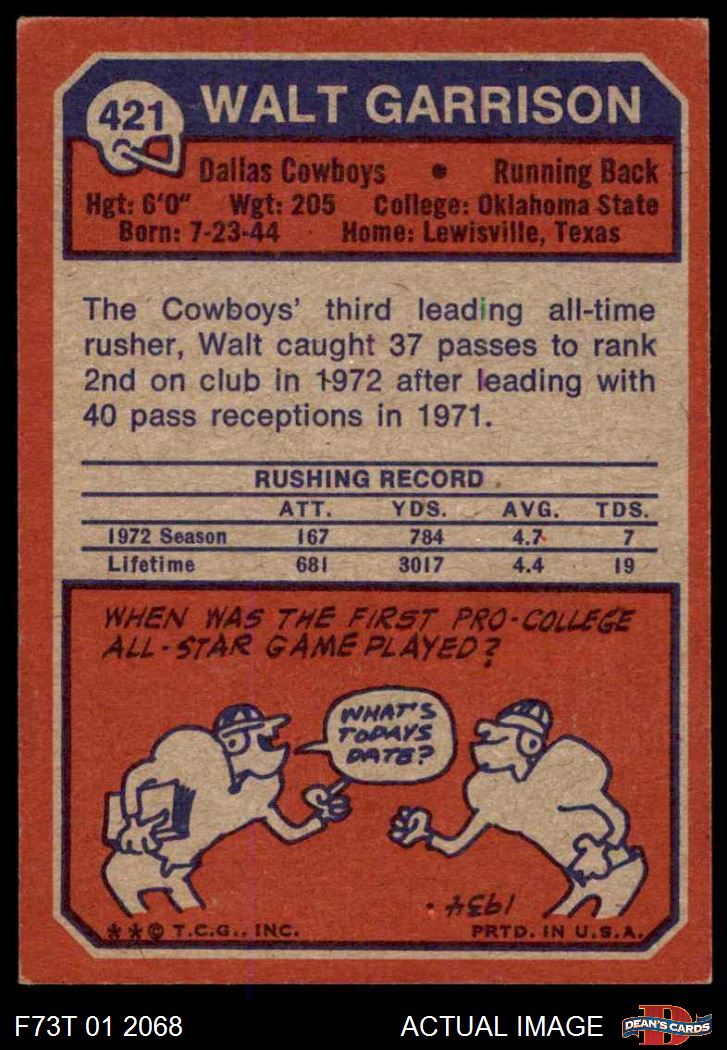 421 WALT GARRISON
Dallas Cowboys • Running Back
Hgt: 6'0" Wgt: 205 College: Oklahoma State
Born: 7-23-44 Home: Lewisville, Texas
The Cowboys' third leading all-time
rusher, Walt caught 37 passes to rank
2nd on club in 1972 after leading with
40 pass receptions in 1971.
RUSHING RECORD
ATT. YDS. AVG. TDS.
1972 Season 167 784 4.7 7
Lifetime 681 3017 4.4 19
WHEN WAS THE FIRST PRO-COLLEGE
ALL-STAR GAME PLAYED?
WHAT'S
TODAYS
DATE?
1934.
**© T.C.G., INC. PRTD. IN U.S.A.
F73T 01 2068 ACTUAL IMAGE
D
DEAN'S CARDS